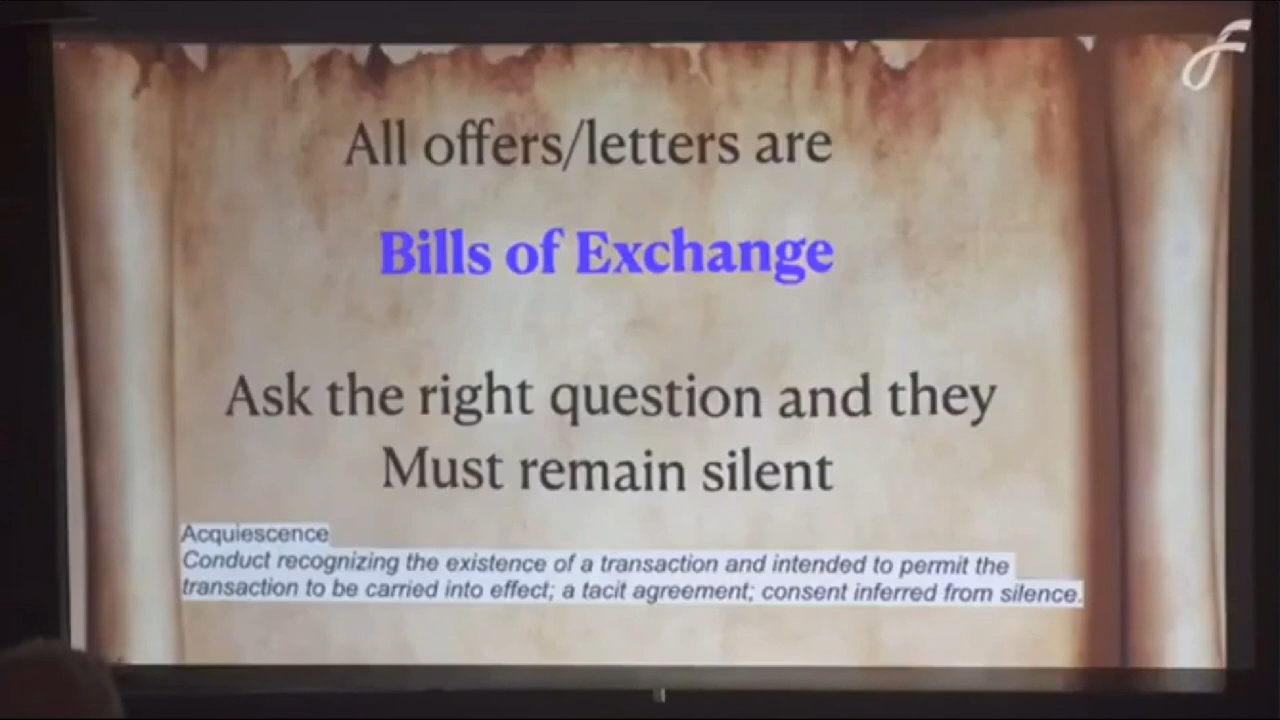 All offers/letters are
Bills of Exchange
Ask the right question and they
Must remain silent
Acquiescence
Conduct recognizing the existence of a transaction and intended to permit the
transaction to be carried into effect; a tacit agreement; consent inferred from silence.